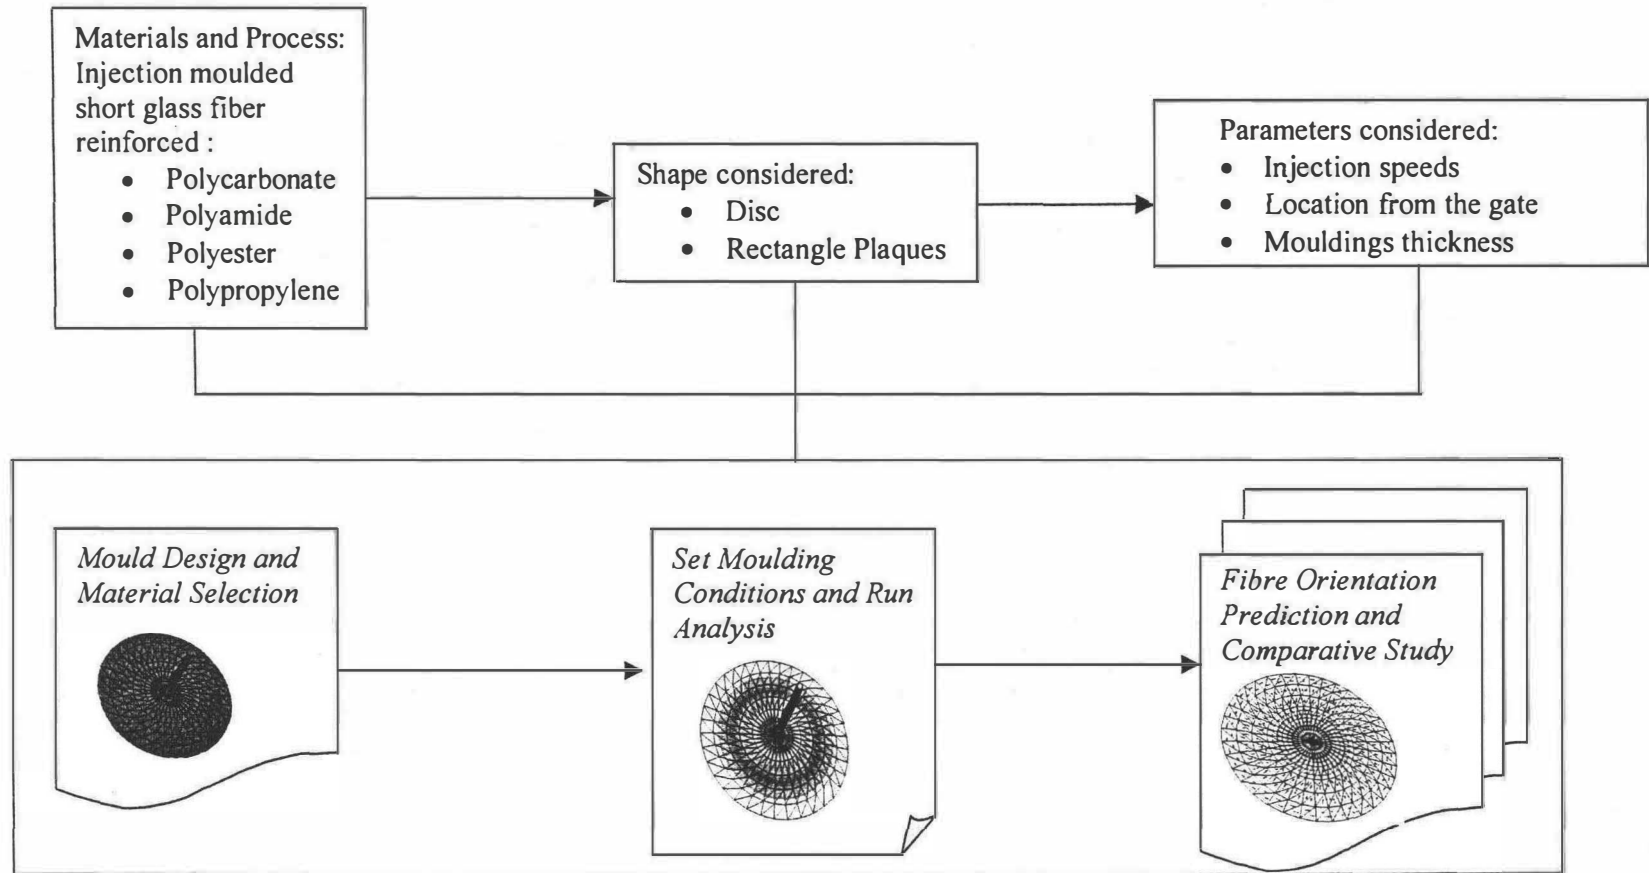 Materials and Process:
Injection moulded
short glass fiber
reinforced :
• Polycarbonate
• Polyamide
• Polyester
• Polypropylene
Shape considered:
• Disc
• Rectangle Plaques
Parameters considered:
• Injection speeds
• Location from the gate
• Mouldings thickness
Mould Design and
Material Selection
Set Moulding
Conditions and Run
Analysis
Fibre Orientation
Prediction and
Comparative Study